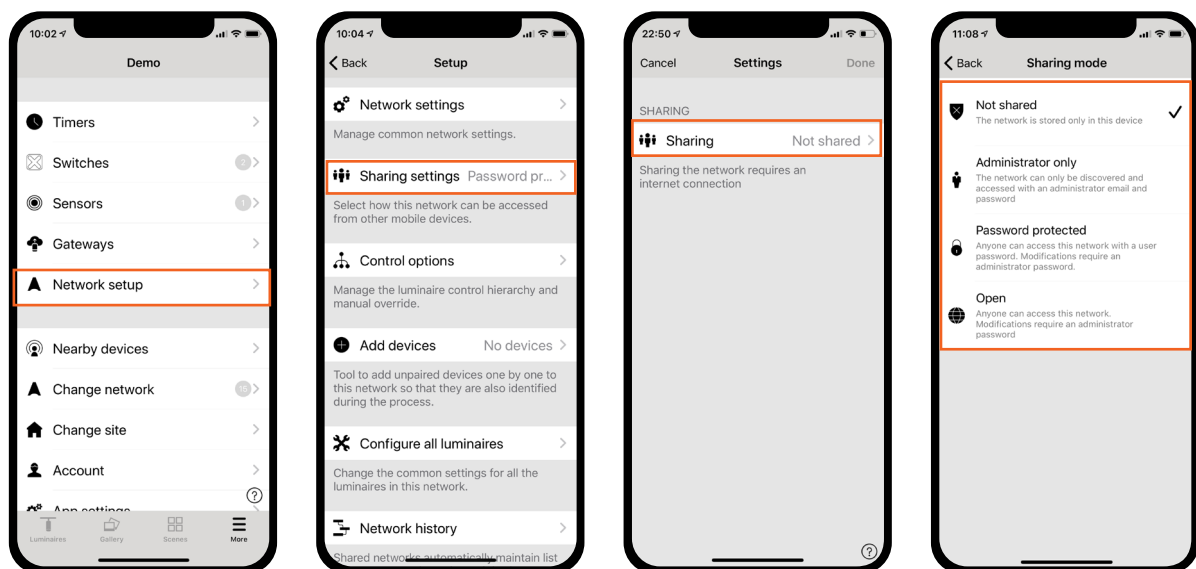 10:02
Demo
Timers
Switches 2
Sensors 1
Gateways
Network setup
Nearby devices
Change network 15
Change site
Account
?
App settings
Luminaires Gallery Scenes More
10:04
Back Setup
Network settings
Manage common network settings.
Sharing settings Password pr...
Select how this network can be accessed
from other mobile devices.
Control options
Manage the luminaire control hierarchy and
manual override.
Add devices No devices
Tool to add unpaired devices one by one to
this network so that they are also identified
during the process.
Configure all luminaires
Change the common settings for all the
luminaires in this network.
Network history
Shared networks automatically maintain list
22:50
Cancel Settings Done
SHARING
Sharing Not shared
Sharing the network requires an
internet connection
?
11:08
Back Sharing mode
Not shared
The network is stored only in this device
Administrator only
The network can only be discovered and
accessed with an administrator email and
password
Password protected
Anyone can access this network with a user
password. Modifications require an
administrator password.
Open
Anyone can access this network.
Modifications require an administrator
password